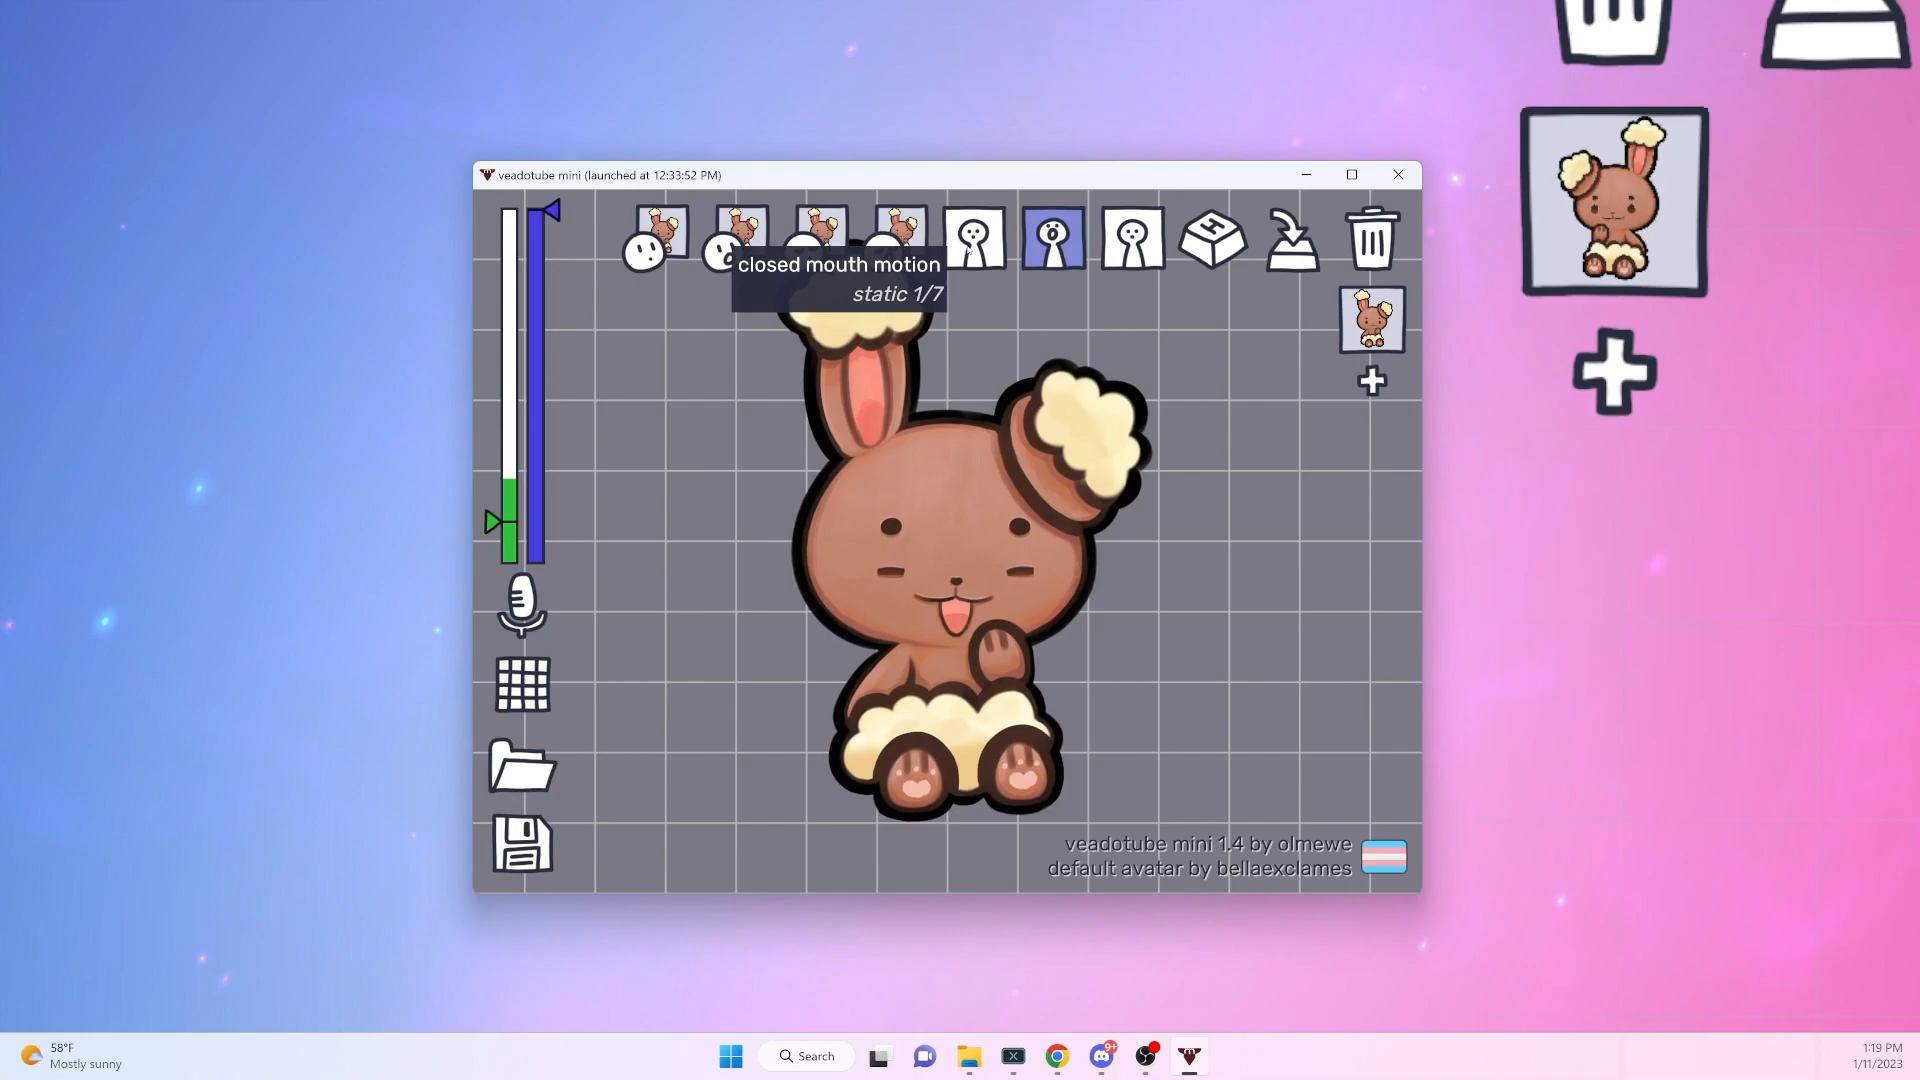 veadotube mini (launched at 12:33:52 PM)
closed mouth motion
static 1/7
veadotube mini 1.4 by olmewe
default avatar by bellaexclames
58°F
Mostly sunny
Search
9+
1:19 PM
1/11/2023